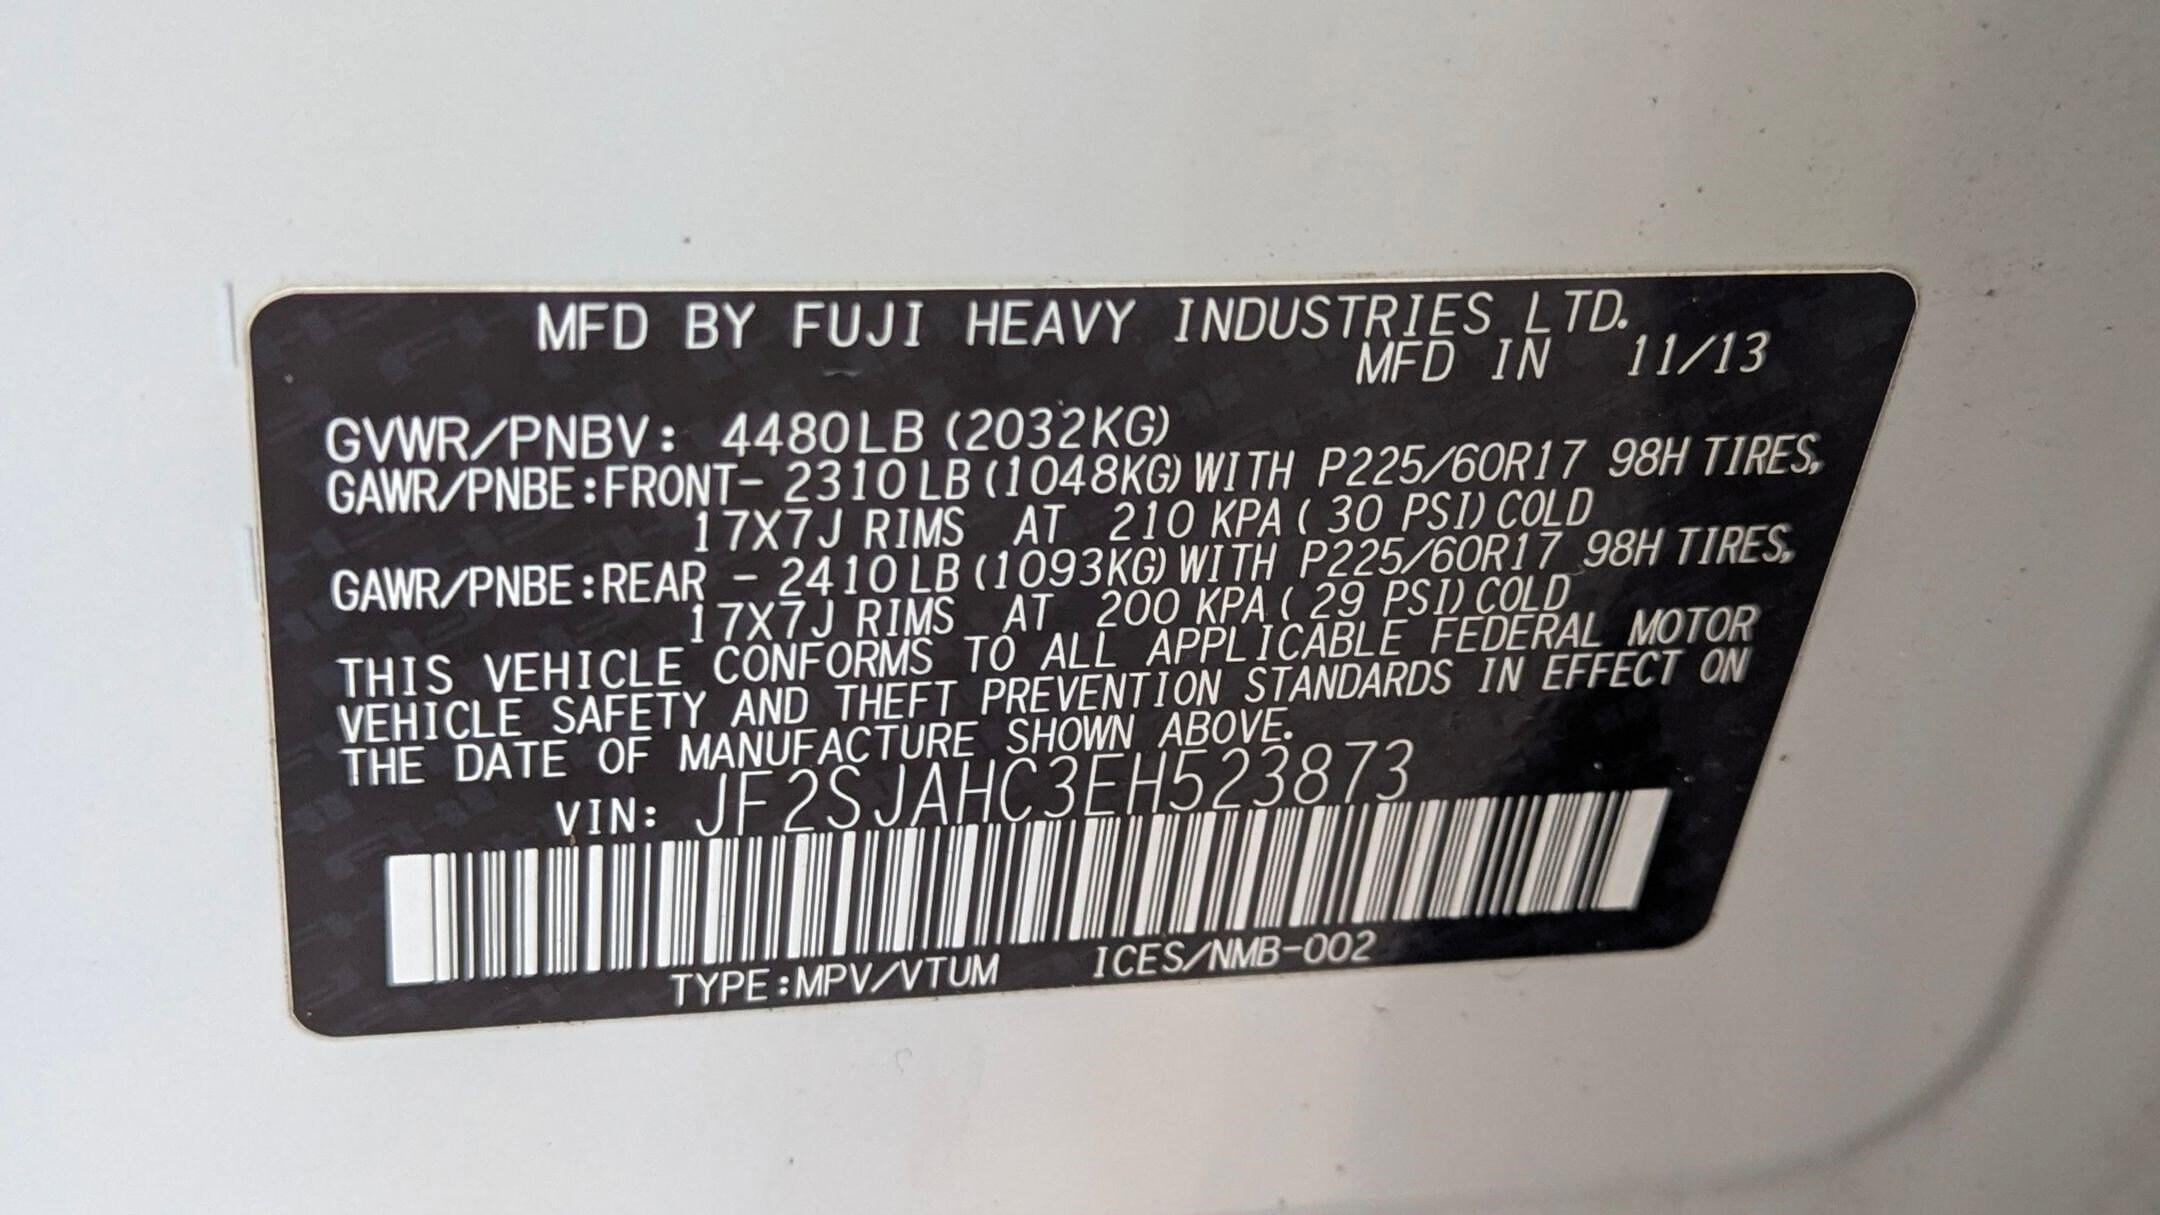 MFD BY FUJI HEAVY INDUSTRIES LTD.
MFD IN 11/13
GVWR/PNBV: 4480LB (2032KG)
GAWR/PNBE:FRONT- 2310LB (1048KG) WITH P225/60R17 98H TIRES,
17X7J RIMS AT 210 KPA ( 30 PSI) COLD
GAWR/PNBE:REAR - 2410LB (1093KG) WITH P225/60R17 98H TIRES,
17X7J RIMS AT 200 KPA ( 29 PSI) COLD
THIS VEHICLE CONFORMS TO ALL APPLICABLE FEDERAL MOTOR
VEHICLE SAFETY AND THEFT PREVENTION STANDARDS IN EFFECT ON
THE DATE OF MANUFACTURE SHOWN ABOVE.
VIN: JF2SJAHC3EH523873
TYPE:MPV/VTUM ICES/NMB-002